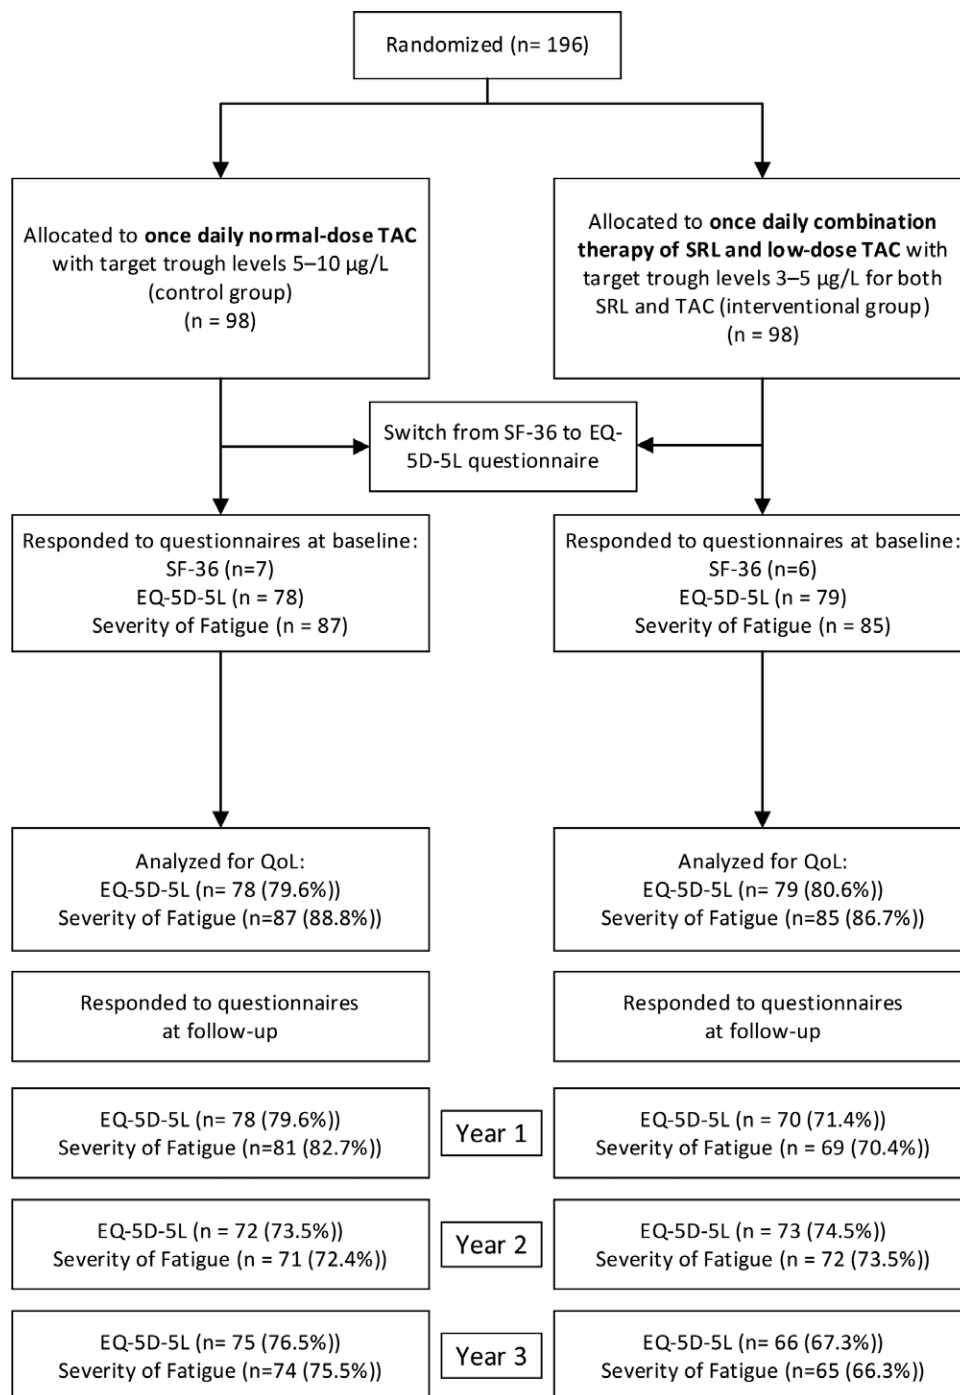 Randomized (n= 196)
Allocated to once daily normal-dose TAC
with target trough levels 5–10 µg/L
(control group)
(n = 98)
Allocated to once daily combination
therapy of SRL and low-dose TAC with
target trough levels 3–5 µg/L for both
SRL and TAC (interventional group)
(n = 98)
Switch from SF-36 to EQ-
5D-5L questionnaire
Responded to questionnaires at baseline:
SF-36 (n=7)
EQ-5D-5L (n = 78)
Severity of Fatigue (n = 87)
Responded to questionnaires at baseline:
SF-36 (n=6)
EQ-5D-5L (n = 79)
Severity of Fatigue (n = 85)
Analyzed for QoL:
EQ-5D-5L (n= 78 (79.6%))
Severity of Fatigue (n=87 (88.8%))
Analyzed for QoL:
EQ-5D-5L (n= 79 (80.6%))
Severity of Fatigue (n=85 (86.7%))
Responded to questionnaires
at follow-up
Responded to questionnaires
at follow-up
EQ-5D-5L (n= 78 (79.6%))
Severity of Fatigue (n=81 (82.7%))
Year 1
EQ-5D-5L (n = 70 (71.4%))
Severity of Fatigue (n = 69 (70.4%))
EQ-5D-5L (n = 72 (73.5%))
Severity of Fatigue (n = 71 (72.4%))
Year 2
EQ-5D-5L (n = 73 (74.5%))
Severity of Fatigue (n = 72 (73.5%))
EQ-5D-5L (n = 75 (76.5%))
Severity of Fatigue (n=74 (75.5%))
Year 3
EQ-5D-5L (n= 66 (67.3%))
Severity of Fatigue (n=65 (66.3%))